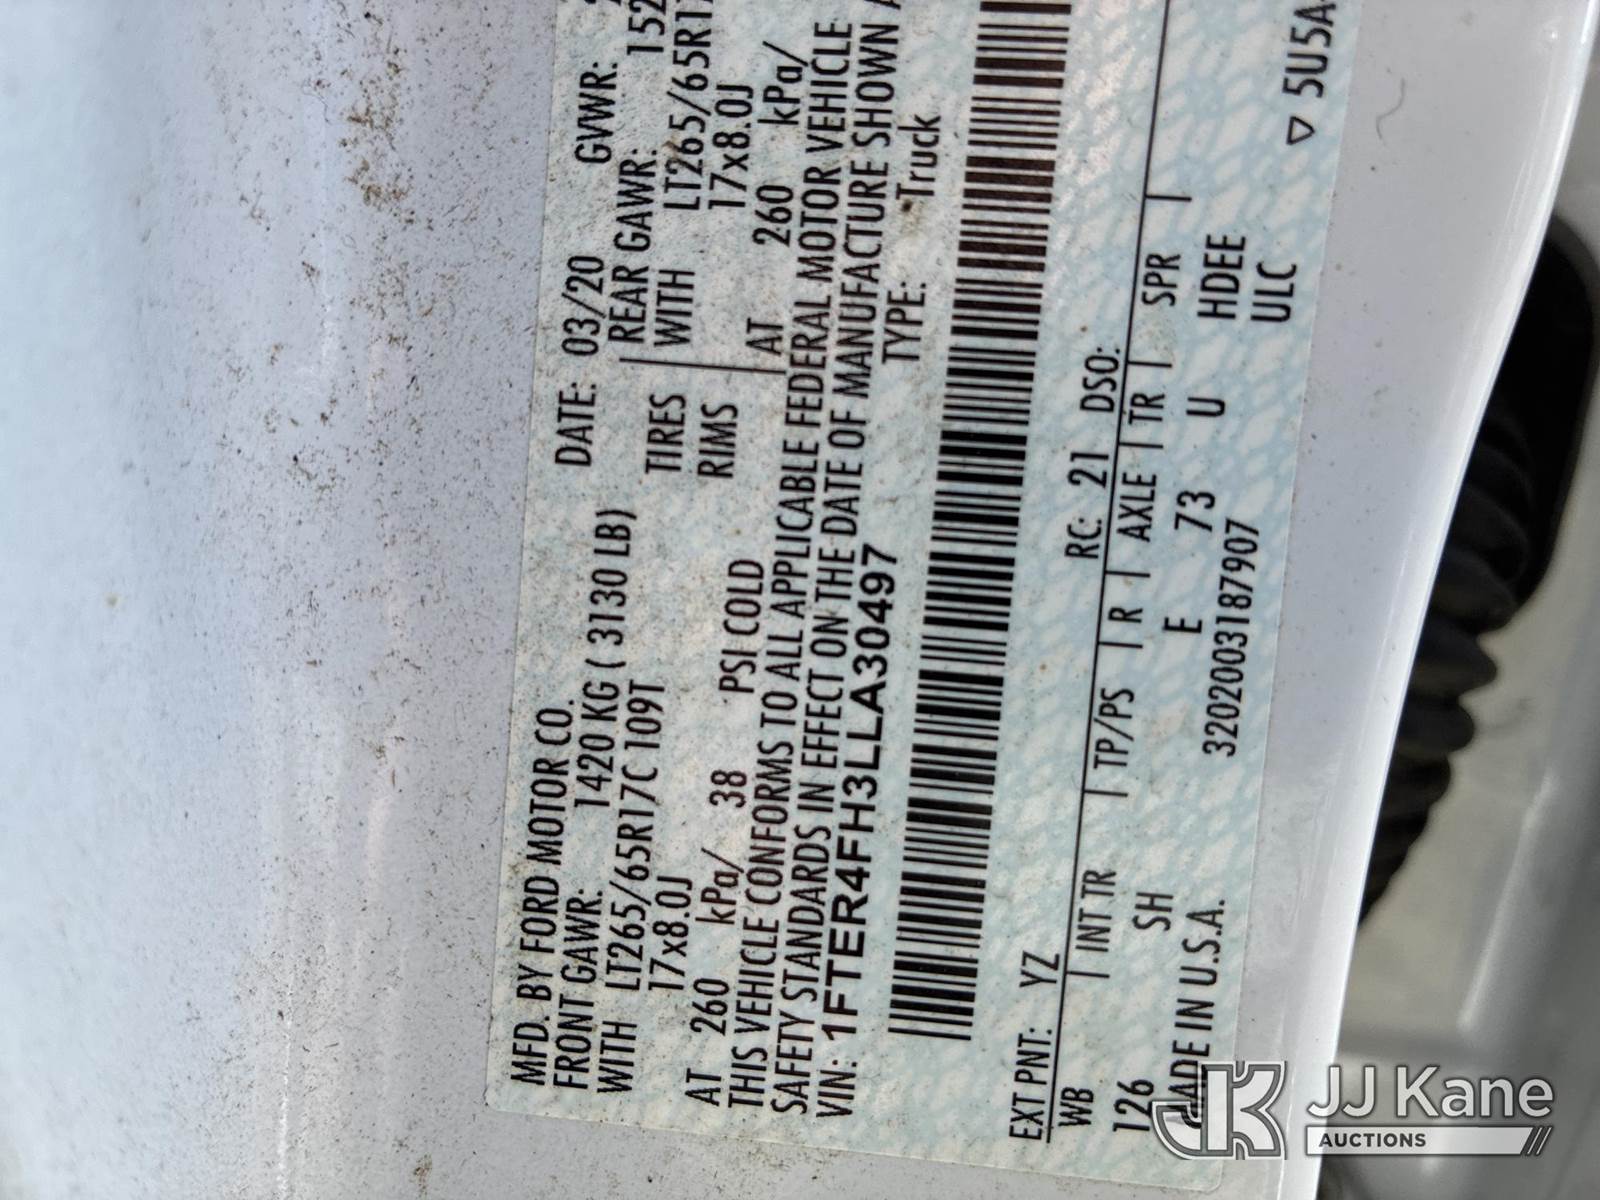 MFD. BY FORD MOTOR CO. DATE: 03/20 GVWR:
FRONT GAWR: 1420 KG ( 3130 LB) REAR GAWR: 152
WITH LT265/65R17C 109T TIRES WITH LT265/65R17
17x8.0J RIMS 17x8.0J
AT 260 kPa/ 38 PSI COLD AT 260 kPa/
THIS VEHICLE CONFORMS TO ALL APPLICABLE FEDERAL MOTOR VEHICLE
SAFETY STANDARDS IN EFFECT ON THE DATE OF MANUFACTURE SHOWN A
VIN: 1FTER4FH3LLA30497 TYPE: Truck
EXT PNT: YZ RC: 21 DSO:
WB INT TR TP/PS R AXLE TR SPR
126 SH E 73 U HDEE
3202003187907 ULC
MADE IN U.S.A. ▽ 5U5A
JK JJ Kane
AUCTIONS